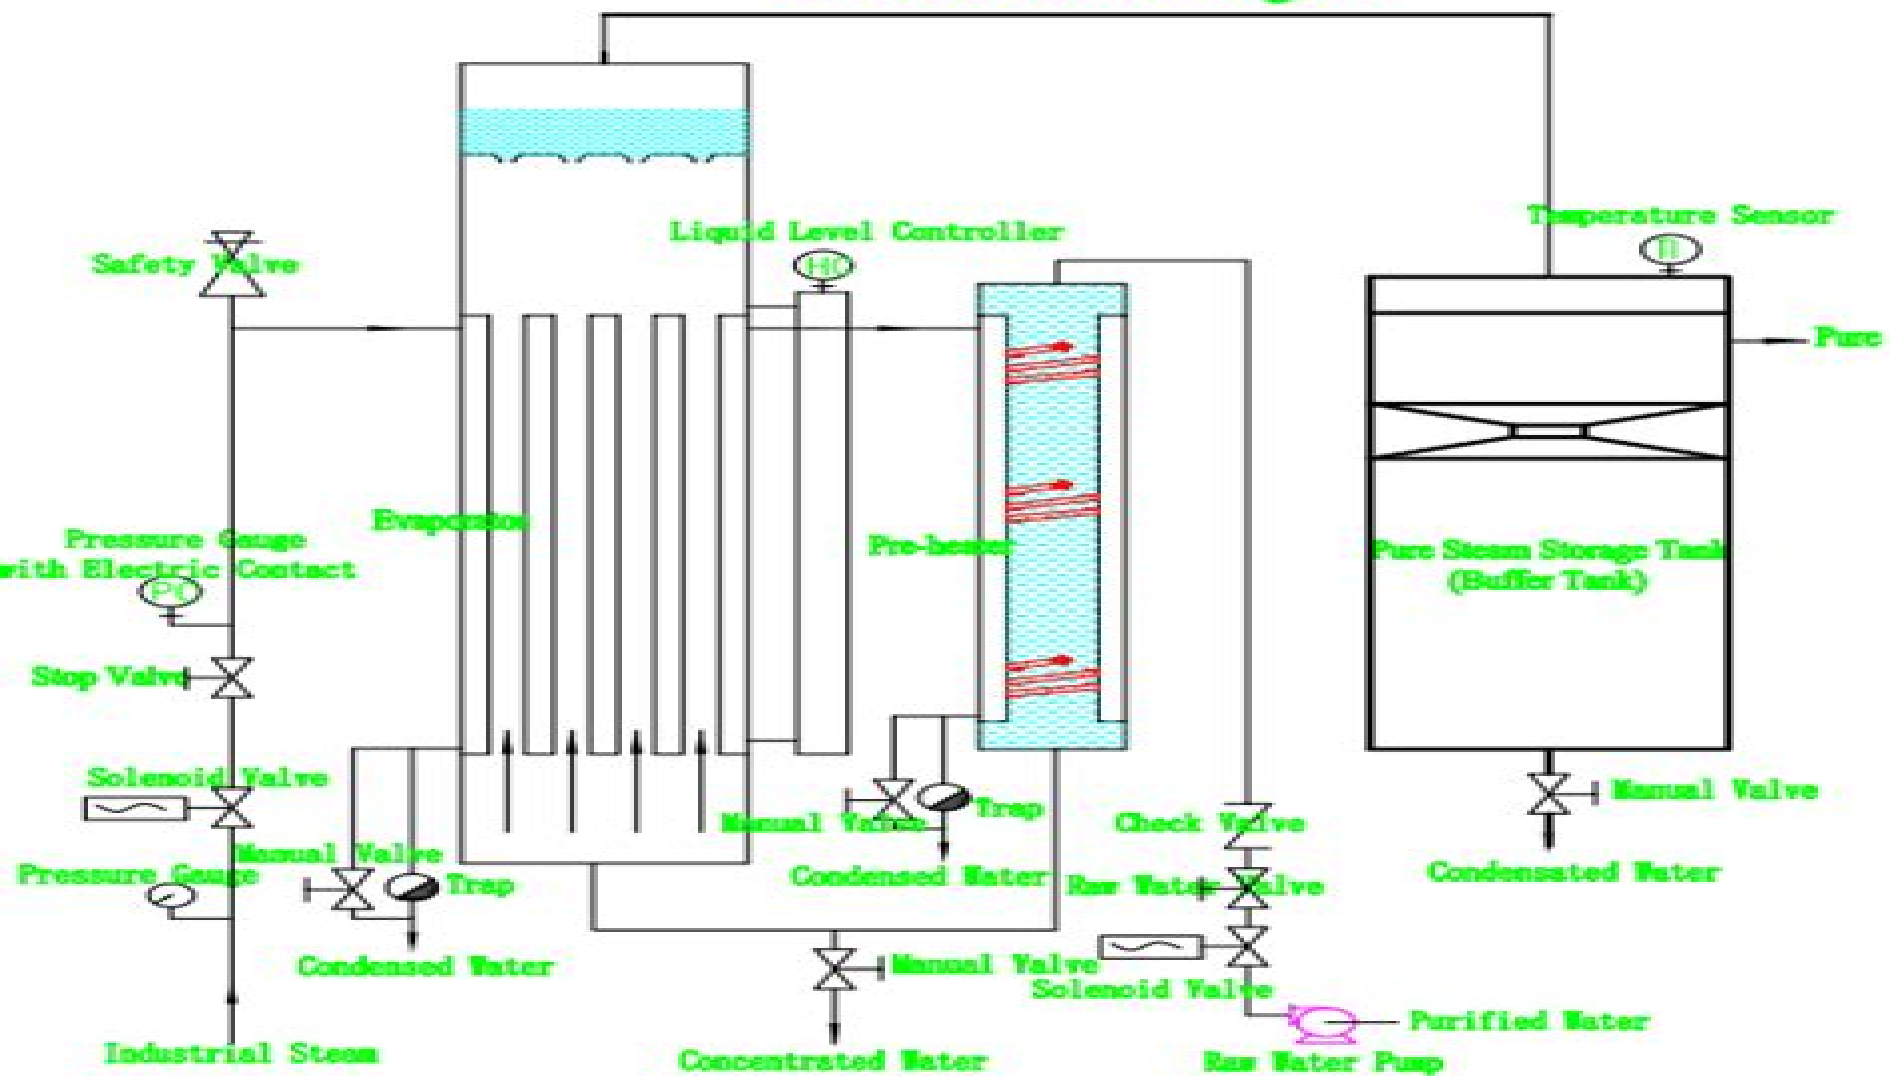 Temperature Sensor
Liquid Level Controller
HC
TI
Safety Valve
Pure
Evaporator
Pressure Gauge
with Electric Contact
PC
Pre-heater
Pure Steam Storage Tank
(Buffer Tank)
Stop Valve
Solenoid Valve
Manual Valve
Trap
Manual Valve
Check Valve
Manual Valve
Pressure Gauge
Trap
Condensed Water
Raw Water Valve
Condensated Water
Condensed Water
Manual Valve
Solenoid Valve
Purified Water
Industrial Steam
Concentrated Water
Raw Water Pump